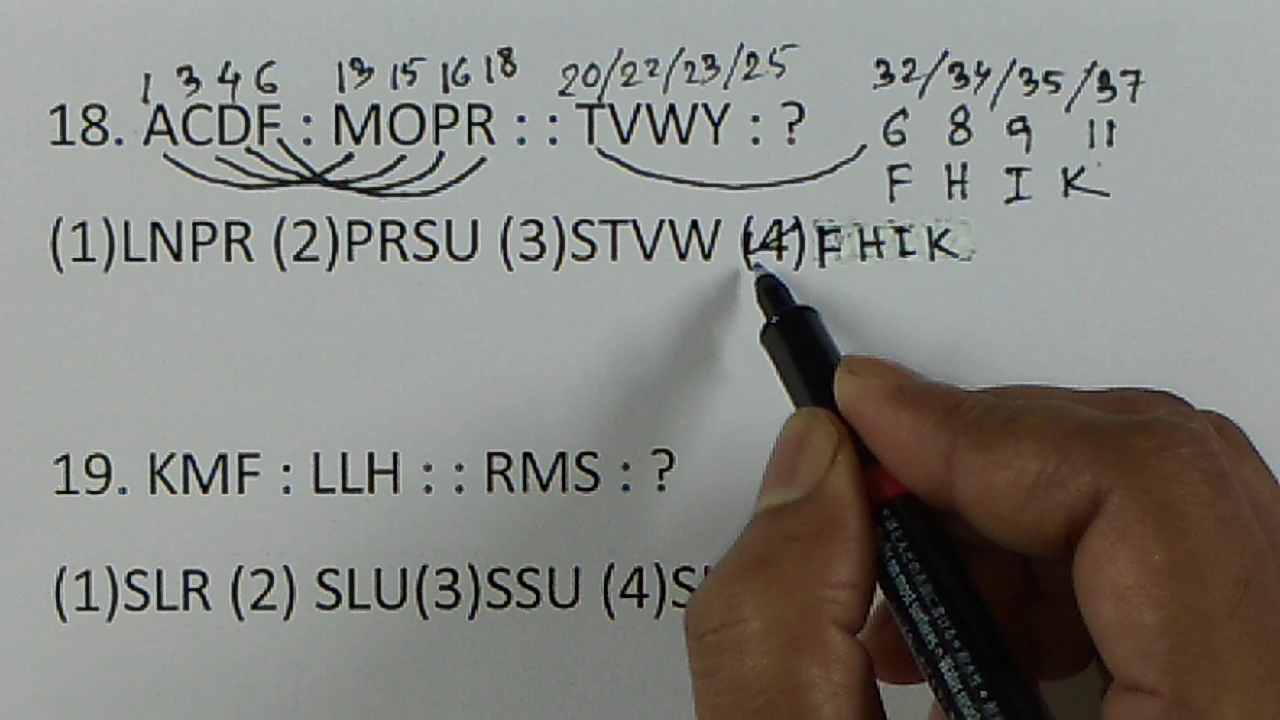 1 3 4 6 13 15 16 18 20/22/23/25 32/34/35/37
18. ACDF : MOPR : : TVWY : ? 6 8 9 11
F H I K
(1)LNPR (2)PRSU (3)STVW (4)FHIK
19. KMF : LLH : : RMS : ?
(1)SLR (2) SLU(3)SSU (4)S